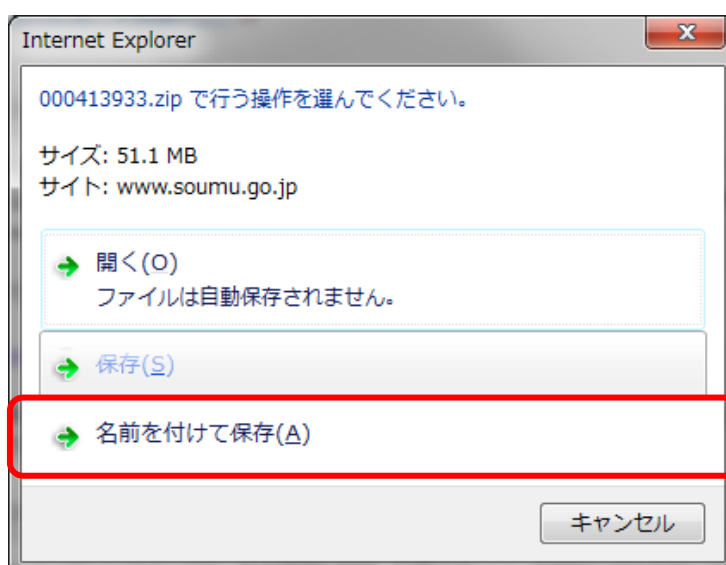 Internet Explorer
000413933.zip で行う操作を選んでください。
サイズ: 51.1 MB
サイト: www.soumu.go.jp
開く(O)
ファイルは自動保存されません。
保存(S)
名前を付けて保存(A)
キャンセル